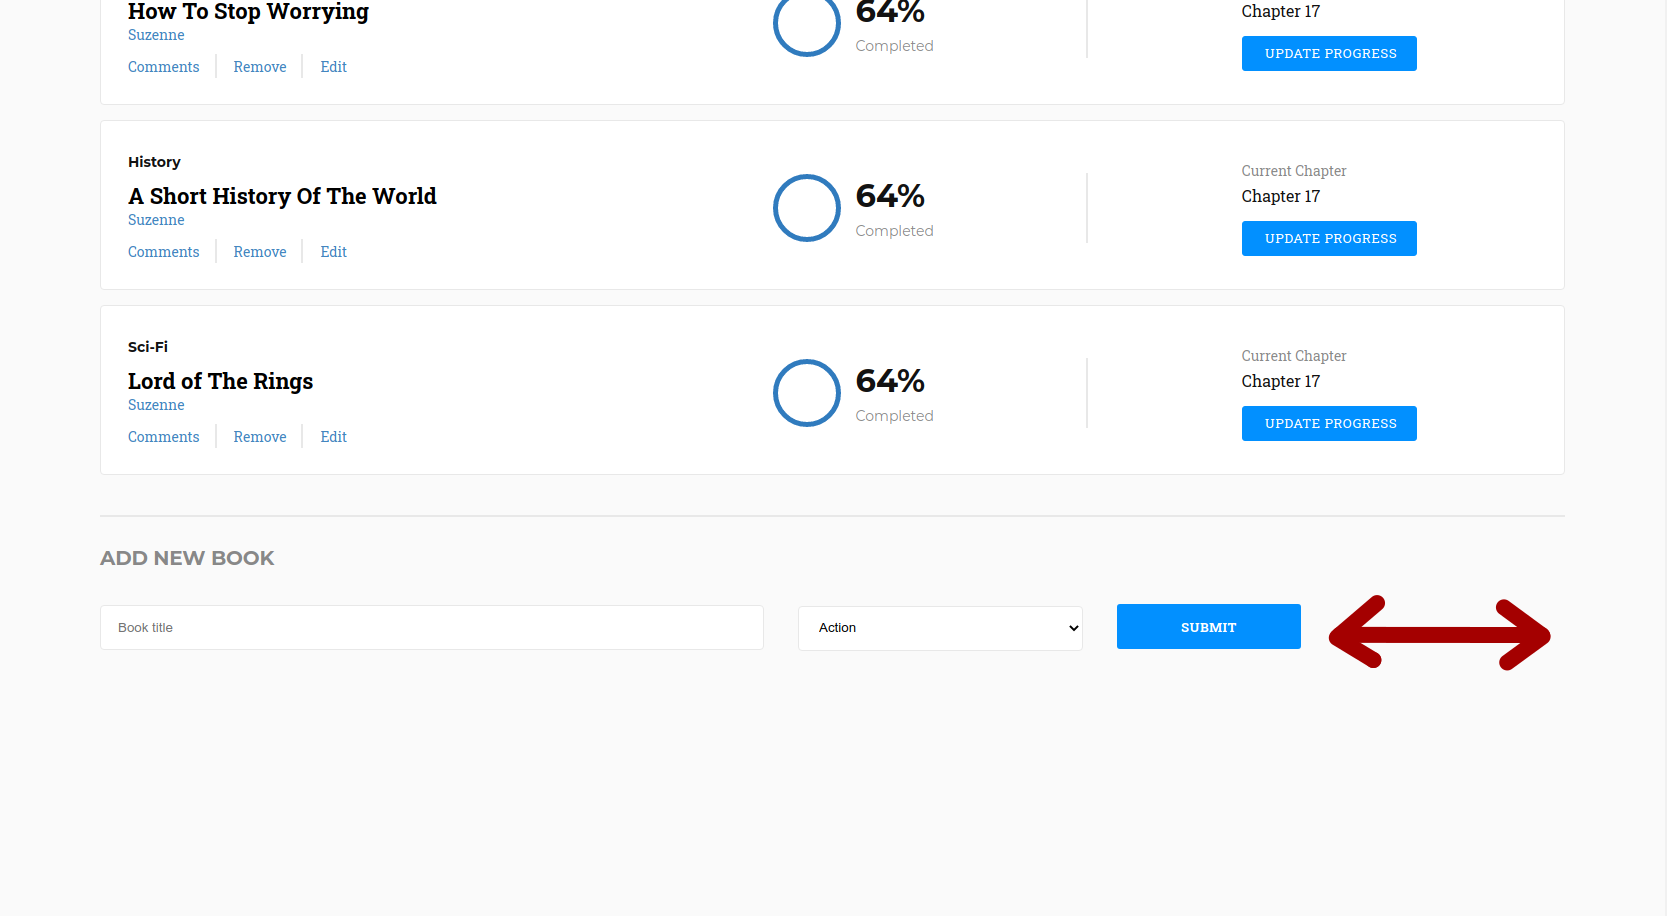 How To Stop Worrying
Suzenne
Comments
Remove
Edit
64%
Completed
Chapter 17
UPDATE PROGRESS
History
A Short History Of The World
Suzenne
Comments
Remove
Edit
64%
Completed
Current Chapter
Chapter 17
UPDATE PROGRESS
Sci-Fi
Lord of The Rings
Suzenne
Comments
Remove
Edit
64%
Completed
Current Chapter
Chapter 17
UPDATE PROGRESS
ADD NEW BOOK
Book title
Action
SUBMIT